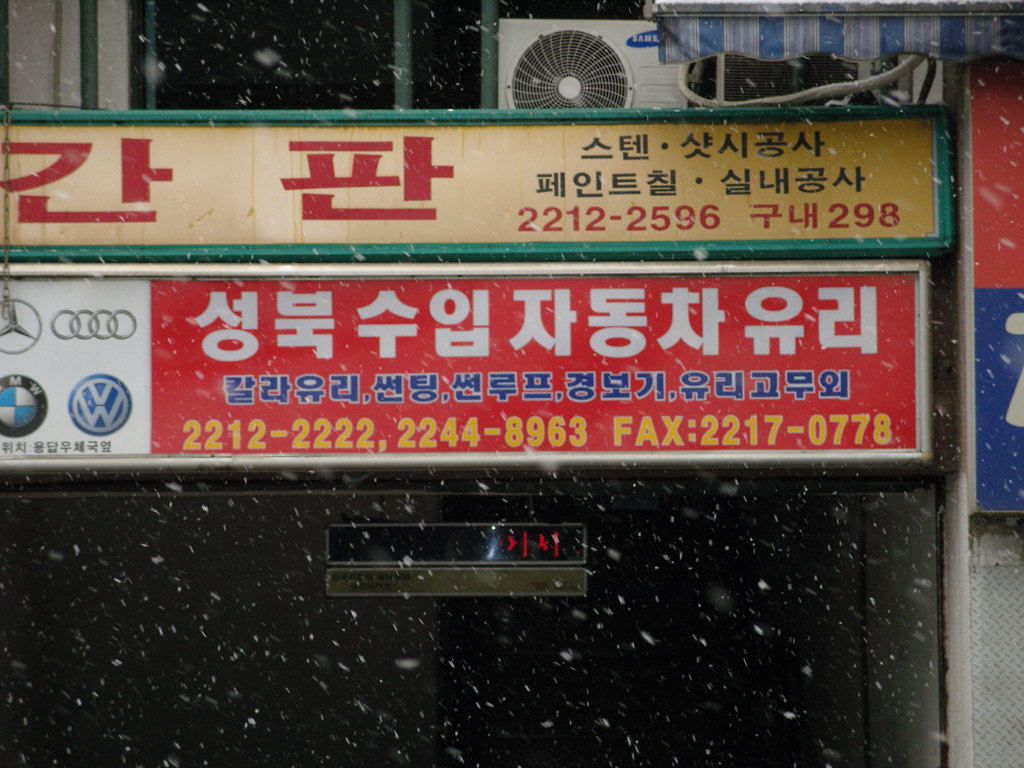 SAMS
간판
스텐·샷시공사
페인트칠·실내공사
2212-2596 구내298
성북수입자동차유리
칼라유리,썬팅,썬루프,경보기,유리고무외
2212-2222, 2244-8963 FAX:2217-0778
BMW
위치:용답우체국옆